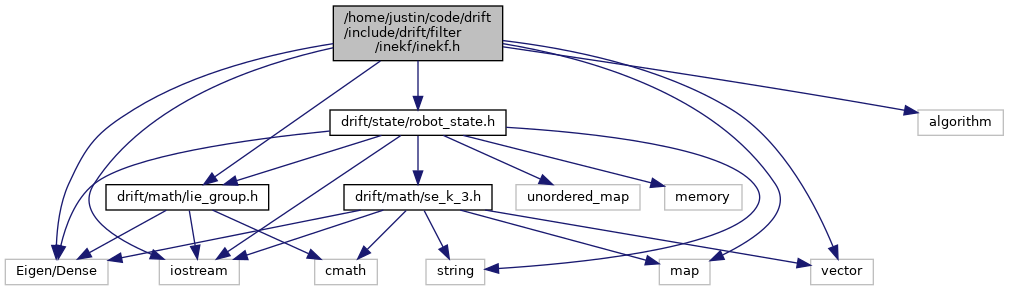 /home/justin/code/drift
/include/drift/filter
/inekf/inekf.h
drift/state/robot_state.h
algorithm
drift/math/lie_group.h
drift/math/se_k_3.h
unordered_map
memory
Eigen/Dense
iostream
cmath
string
map
vector